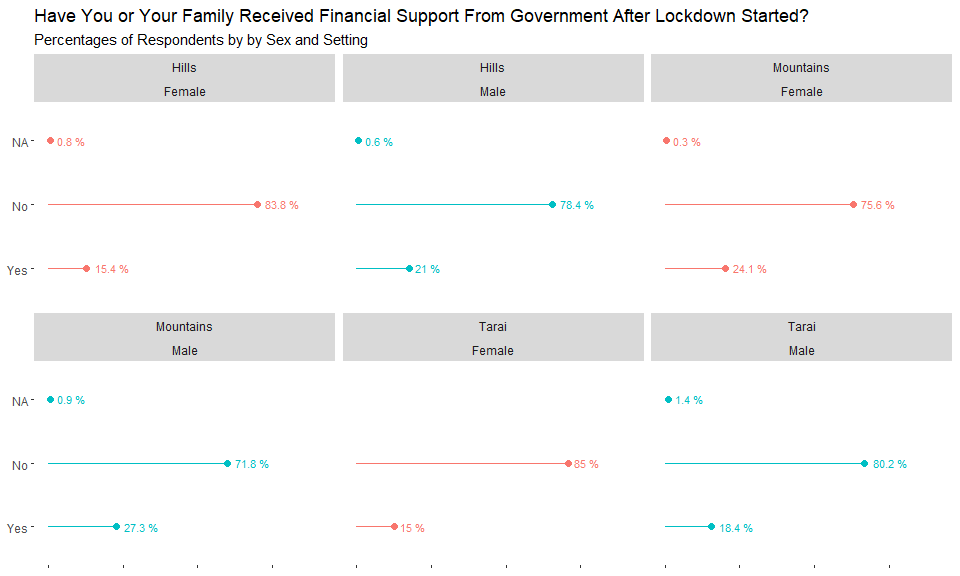 Have You or Your Family Received Financial Support From Government After Lockdown Started?
Percentages of Respondents by by Sex and Setting
Hills
Female
Hills
Male
Mountains
Female
NA
0.8 %
0.6 %
0.3 %
No
83.8 %
78.4 %
75.6 %
Yes
15.4 %
21 %
24.1 %
Mountains
Male
Tarai
Female
Tarai
Male
NA
0.9 %
1.4 %
No
71.8 %
85 %
80.2 %
Yes
27.3 %
15 %
18.4 %